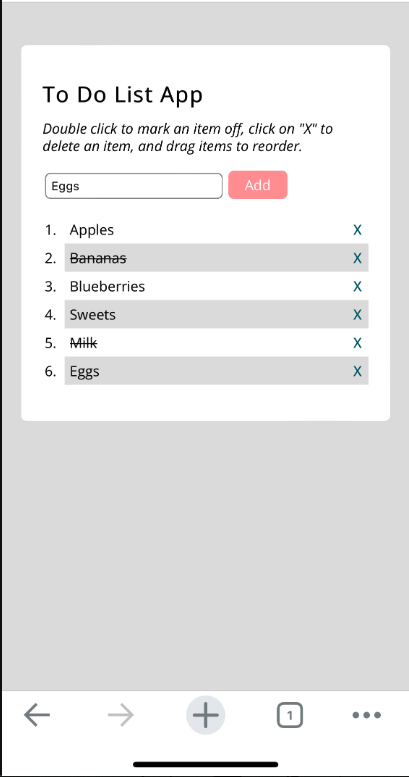 To Do List App
Double click to mark an item off, click on "X" to
delete an item, and drag items to reorder.
Eggs Add
1. Apples X
2. Bananas X
3. Blueberries X
4. Sweets X
5. Milk X
6. Eggs X
1